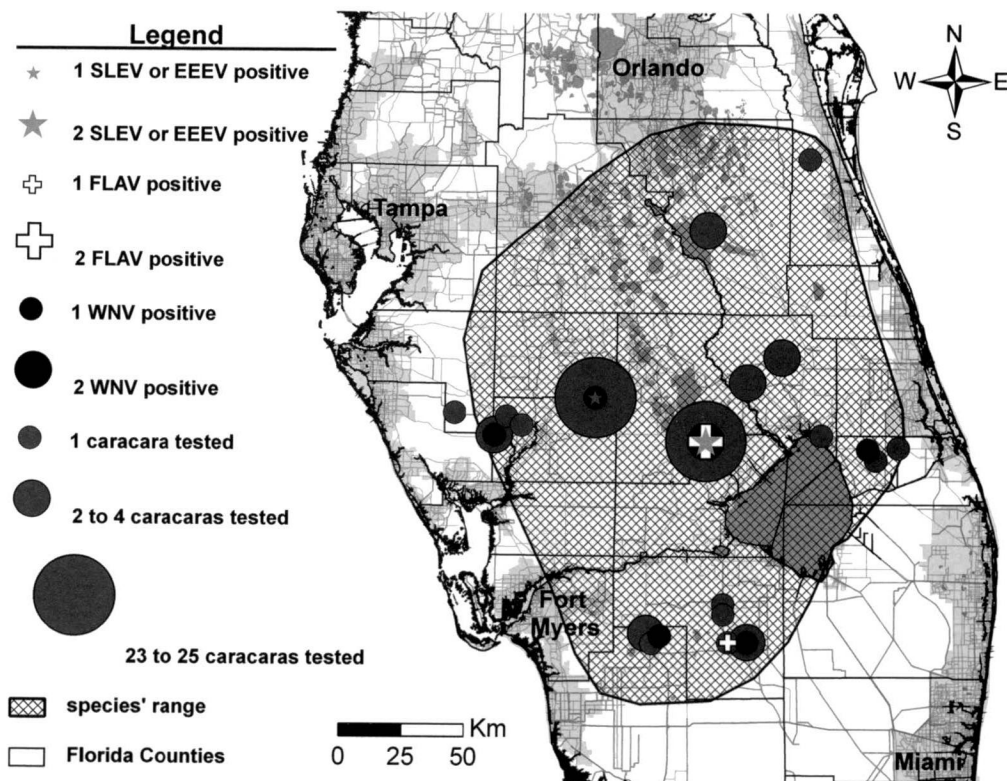 Legend
1 SLEV or EEEV positive
2 SLEV or EEEV positive
1 FLAV positive
2 FLAV positive
1 WNV positive
2 WNV positive
1 caracara tested
2 to 4 caracaras tested
23 to 25 caracaras tested
species' range
Florida Counties
Orlando
Tampa
Fort
Myers
Miami
N
W E
S
Km
0 25 50